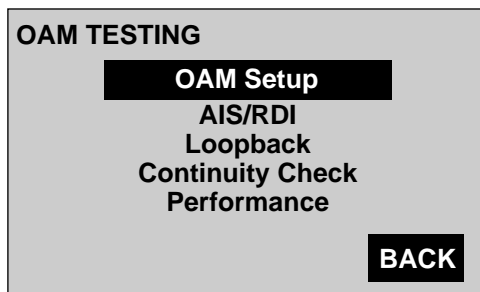 OAM TESTING
OAM Setup
AIS/RDI
Loopback
Continuity Check
Performance
BACK